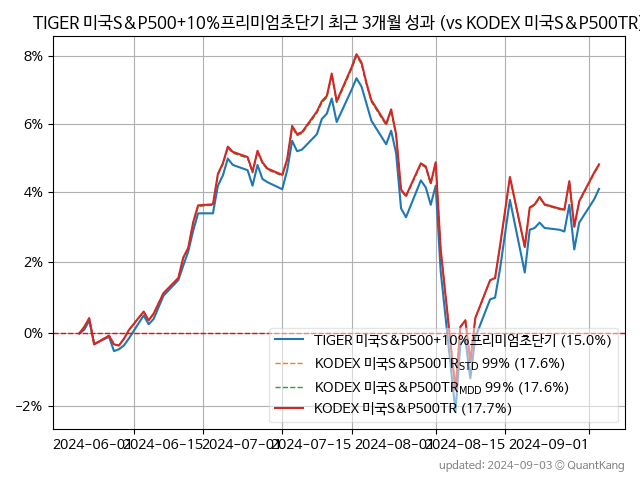 TIGER 미국S&P500+10%프리미엄초단기 최근 3개월 성과 (vs KODEX 미국S&P500TR)
8%
6%
4%
2%
0%
−2%
TIGER 미국S&P500+10%프리미엄초단기 (15.0%)
KODEX 미국S&P500TR_STD 99% (17.6%)
KODEX 미국S&P500TR_MDD 99% (17.6%)
KODEX 미국S&P500TR (17.7%)
2024−06−01 2024−06−15 2024−07−01 2024−07−15 2024−08−01 2024−08−15 2024−09−01
updated: 2024-09-03 © QuantKang